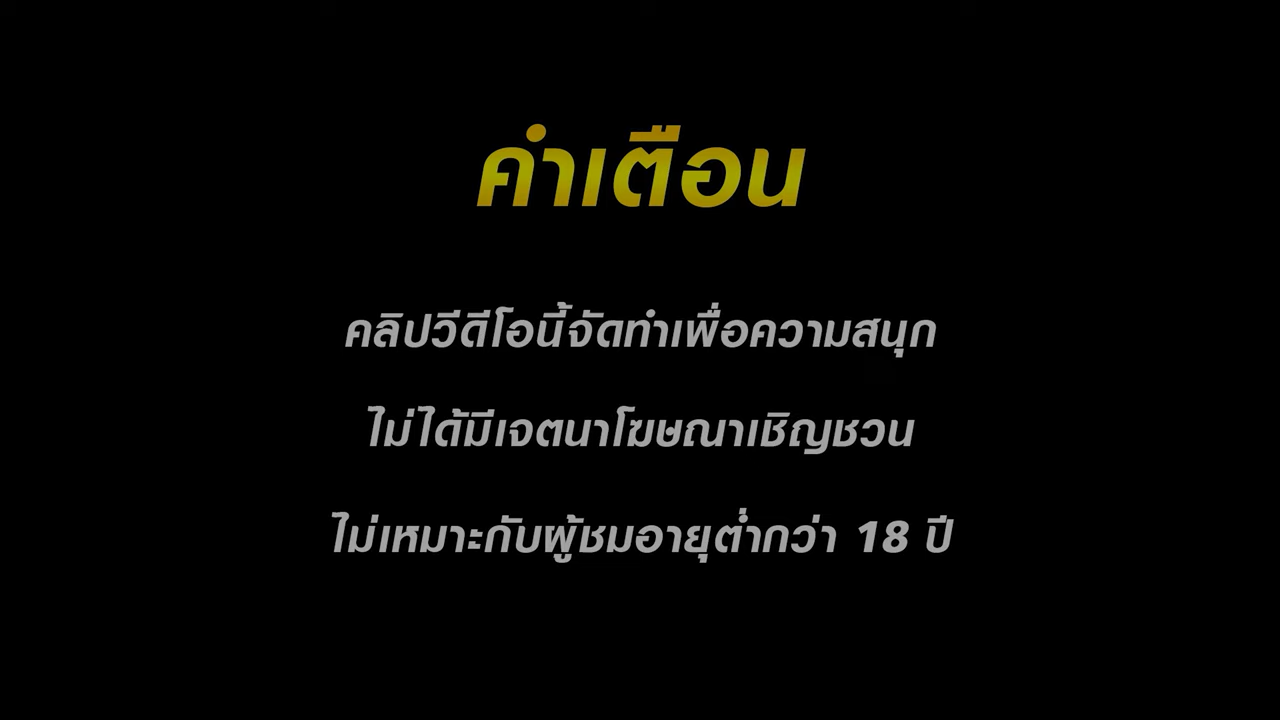 คำเตือน
คลิปวีดีโอนี้จัดทำเพื่อความสนุก
ไม่ได้มีเจตนาโฆษณาเชิญชวน
ไม่เหมาะกับผู้ชมอายุต่ำกว่า 18 ปี